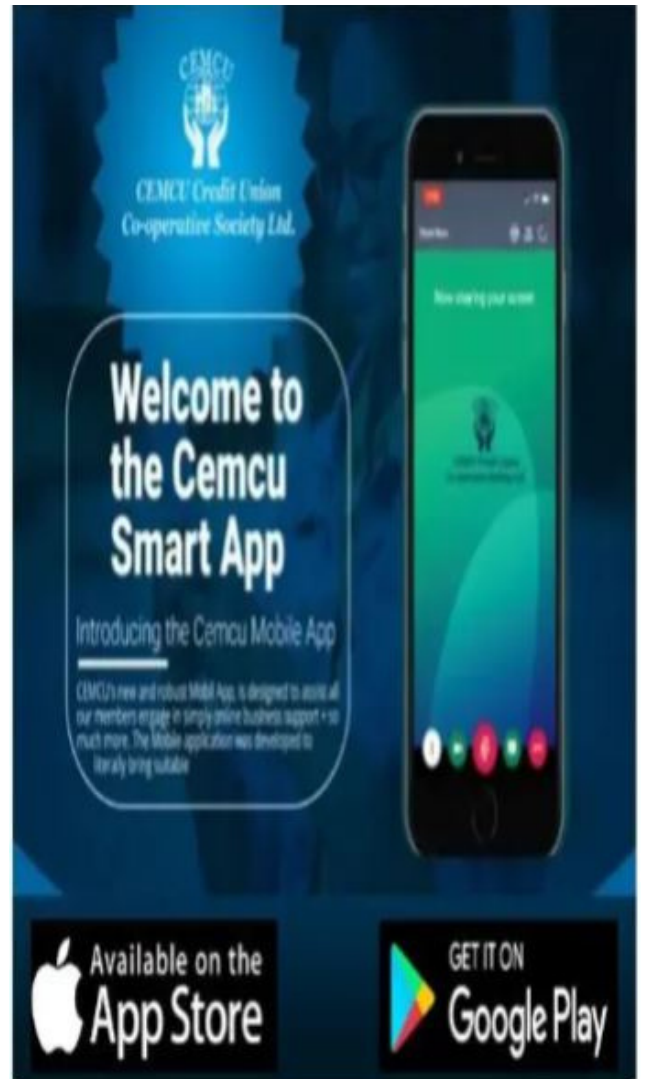 CEMCU
CEMCU Credit Union
Co-operative Society Ltd.
Welcome to
the Cemcu
Smart App
Introducing the Cemcu Mobile App
CEMCU's new and robust Mobil App, is designed to assist all
our members engage in simply online business support + so
much more. The Mobile application was developed to
literally bring suitable
Now sharing your screen
Available on the
App Store
GET IT ON
Google Play